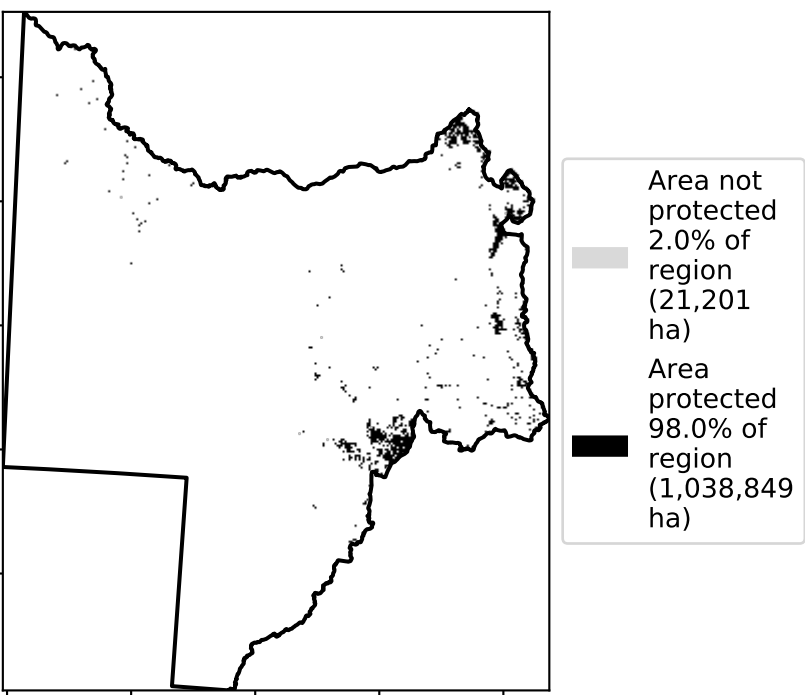 Area not
protected
2.0% of
region
(21,201
ha)
Area
protected
98.0% of
region
(1,038,849
ha)